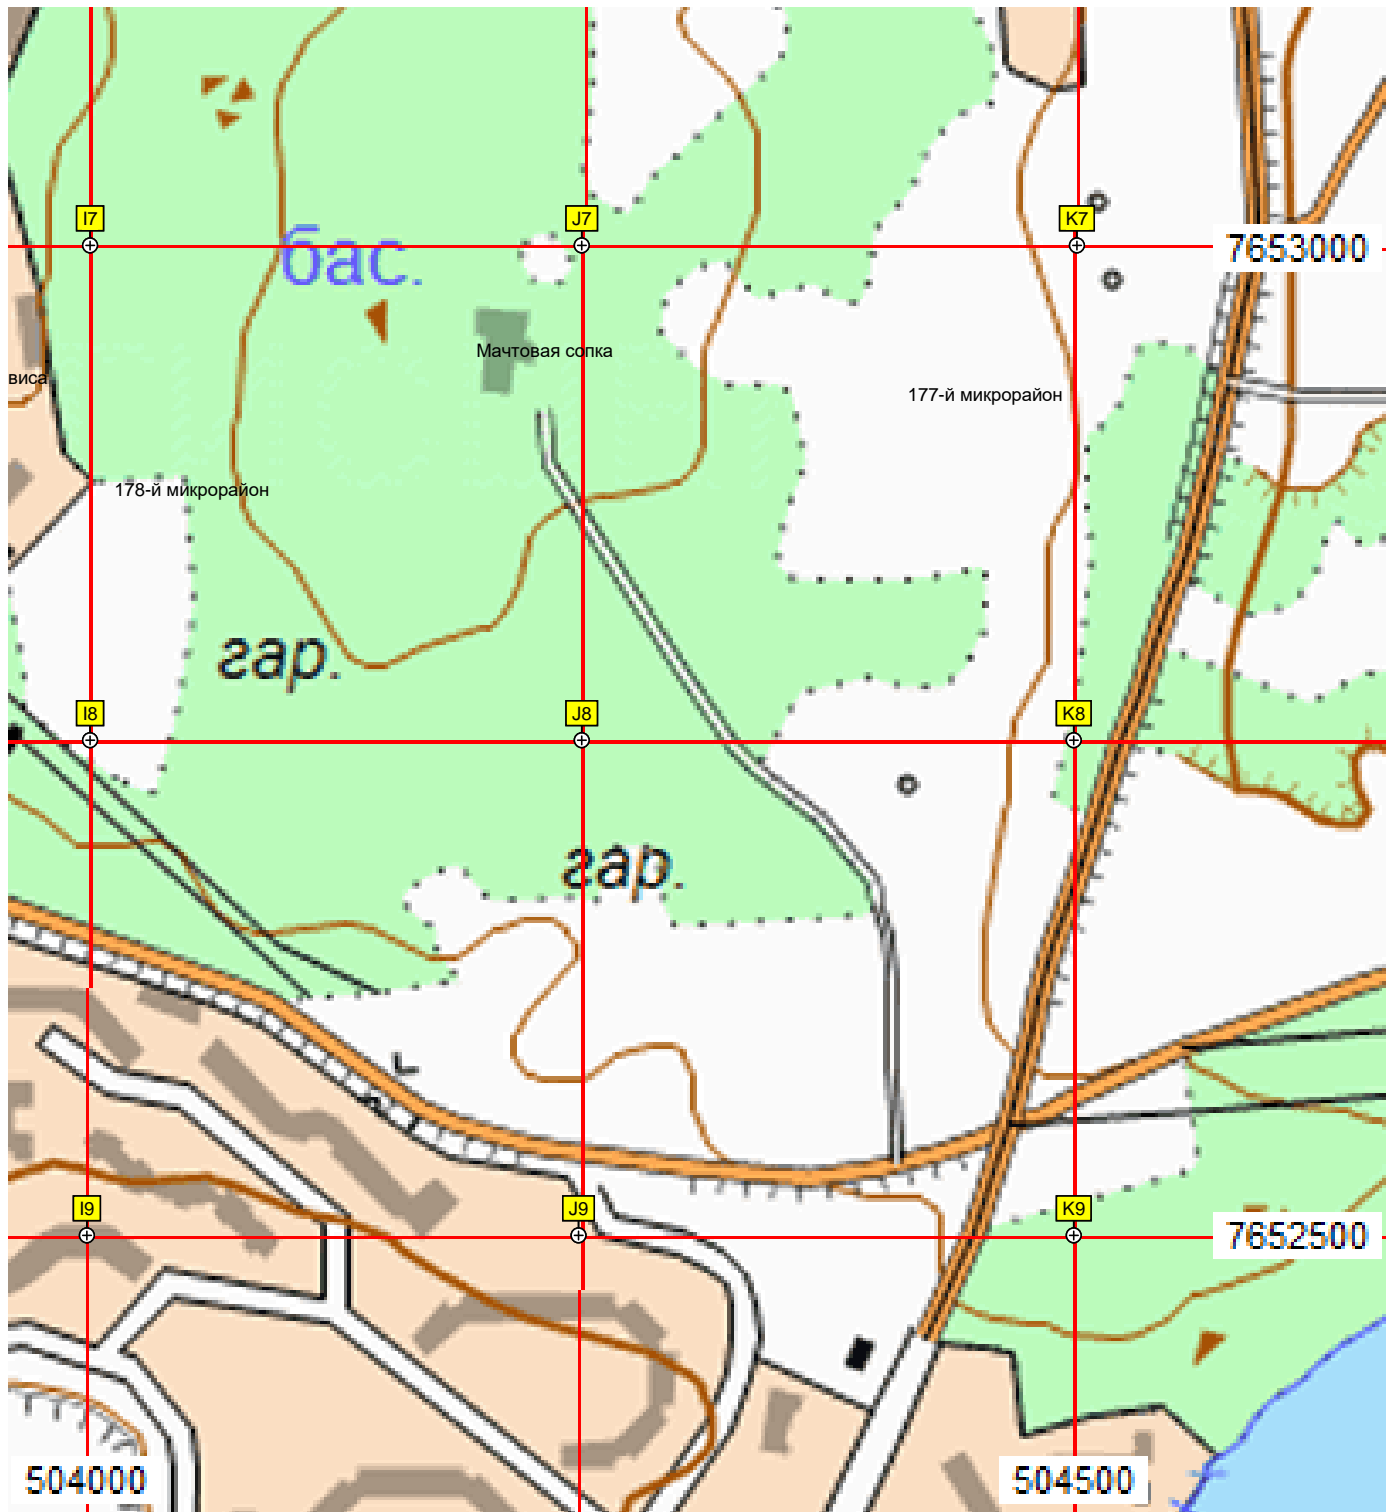 I7
J7
K7
бас.
7653000
Мачтовая сопка
виса
177-й микрорайон
178-й микрорайон
гар.
I8
J8
K8
гар.
I9
J9
K9
7652500
504000
504500